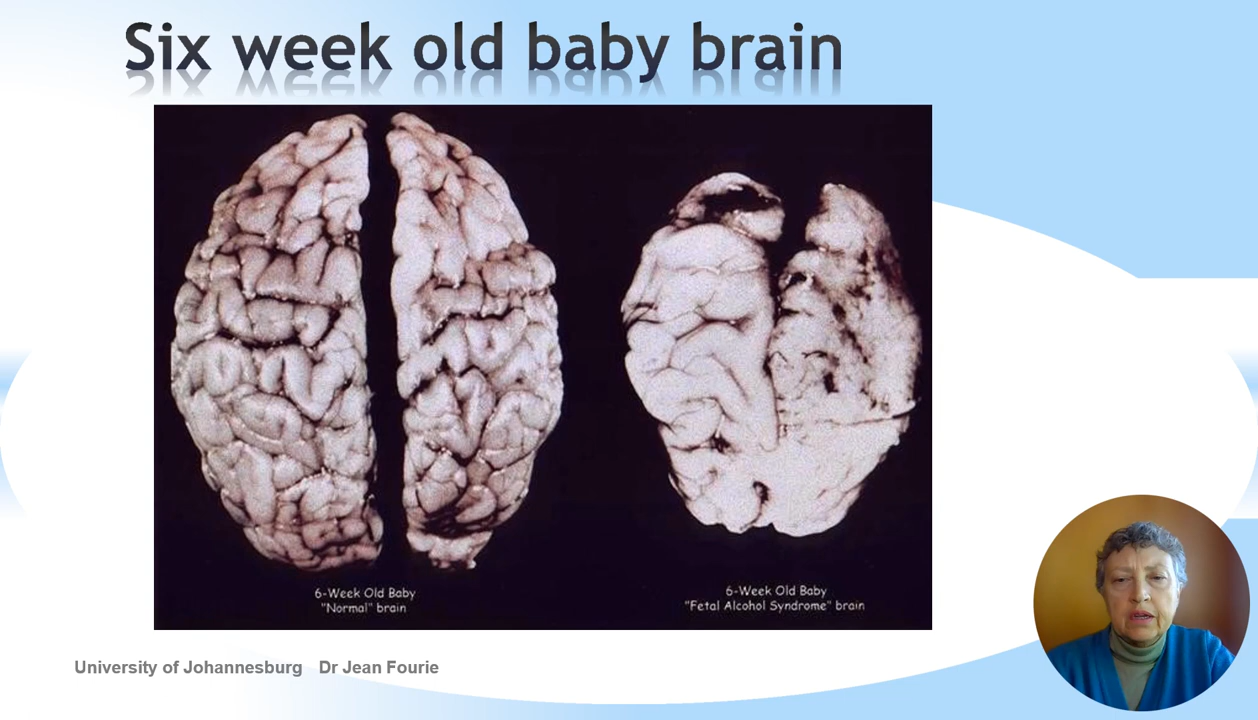 Six week old baby brain
6-Week Old Baby
"Normal" brain
6-Week Old Baby
"Fetal Alcohol Syndrome" brain
University of Johannesburg Dr Jean Fourie